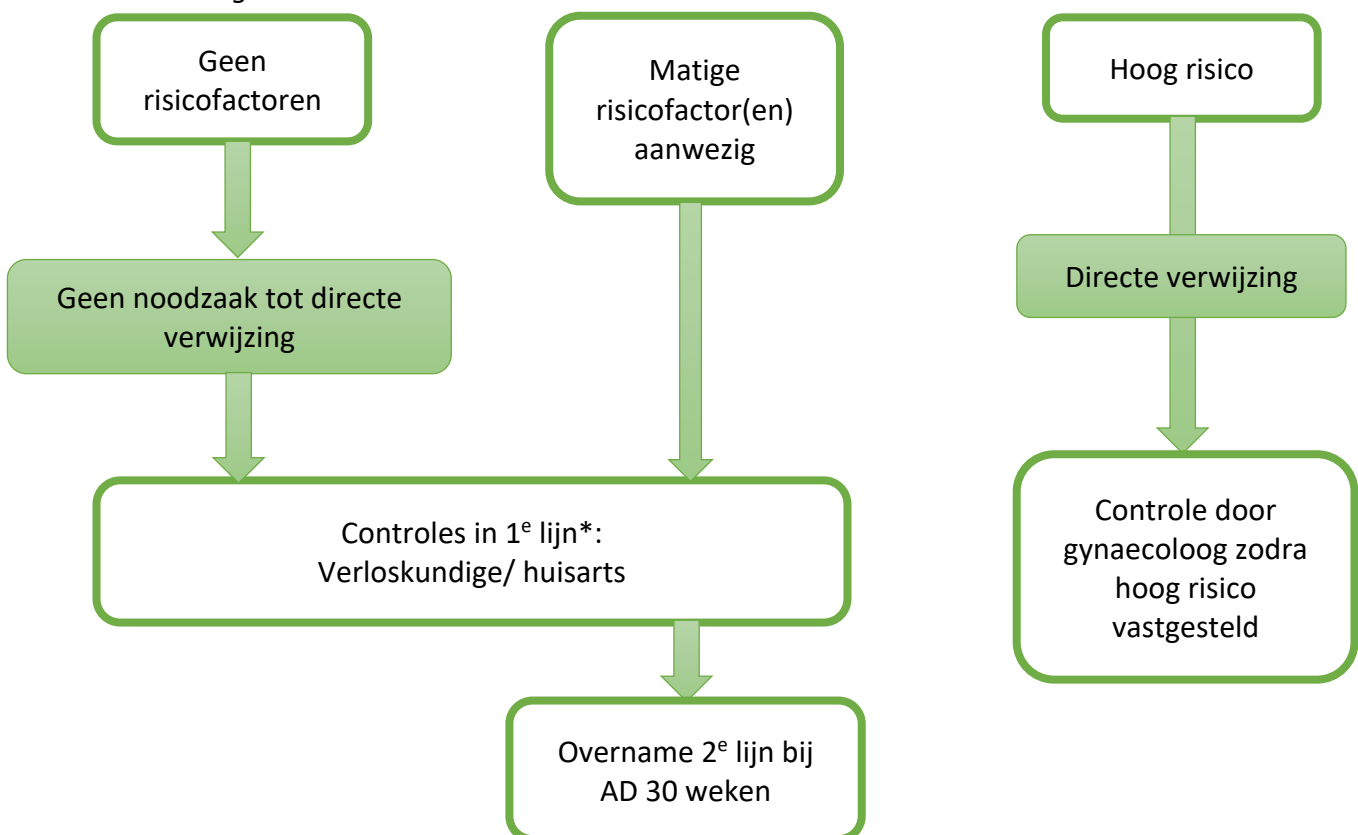 Geen
risicofactoren
Matige
risicofactor(en)
aanwezig
Hoog risico
Geen noodzaak tot directe
verwijzing
Directe verwijzing
Controles in 1e lijn*:
Verloskundige/ huisarts
Controle door
gynaecoloog zodra
hoog risico
vastgesteld
Overname 2e lijn bij
AD 30 weken